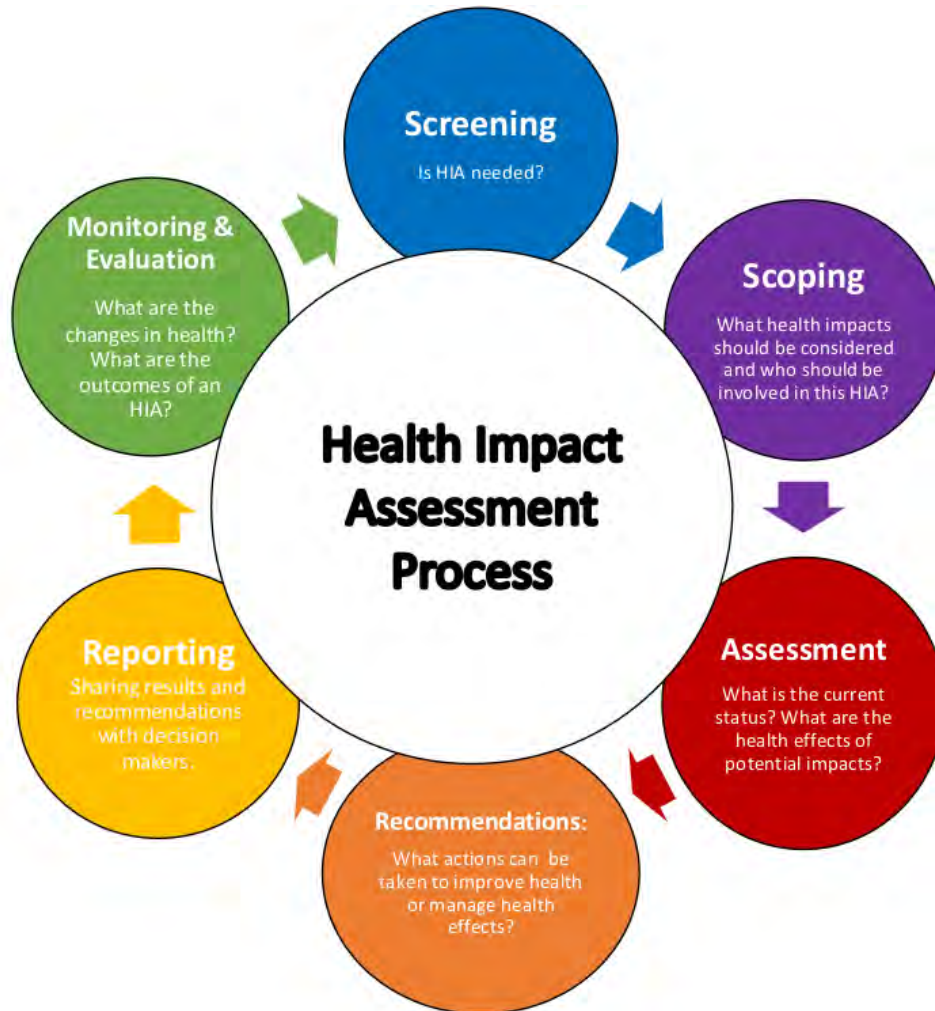 Screening
Is HIA needed?
Scoping
What health impacts
should be considered
and who should be
involved in this HIA?
Assessment
What is the current
status? What are the
health effects of
potential impacts?
Recommendations:
What actions can be
taken to improve health
or manage health
effects?
Reporting
Sharing results and
recommendations
with decision
makers.
Monitoring &
Evaluation
What are the
changes in health?
What are the
outcomes of an
HIA?
Health Impact
Assessment
Process